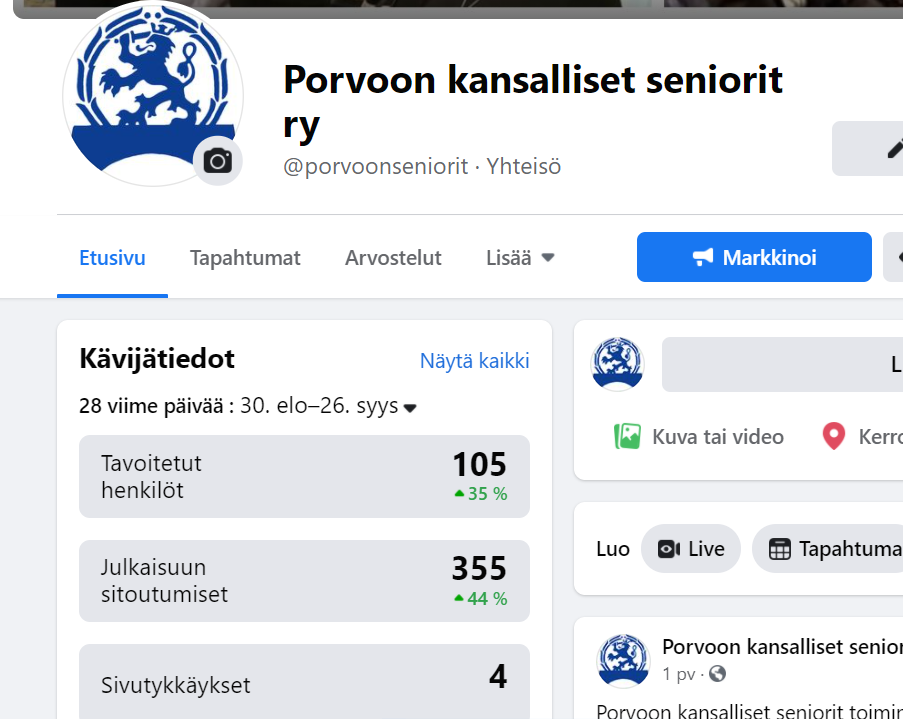 Porvoon kansalliset seniorit
ry
@porvoonseniorit · Yhteisö
Etusivu
Tapahtumat
Arvostelut
Lisää
Markkinoi
Kävijätiedot
Näytä kaikki
28 viime päivää : 30. elo–26. syys
Tavoitetut
henkilöt
105
35 %
Julkaisuun
sitoutumiset
355
44 %
Sivutykkäykset
4
L
Kuva tai video
Kerro
Luo
Live
Tapahtuma
Porvoon kansalliset senior
1 pv ·
Porvoon kansalliset seniorit toimin